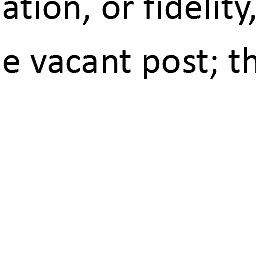 ation, or fidelity,
e vacant post; th